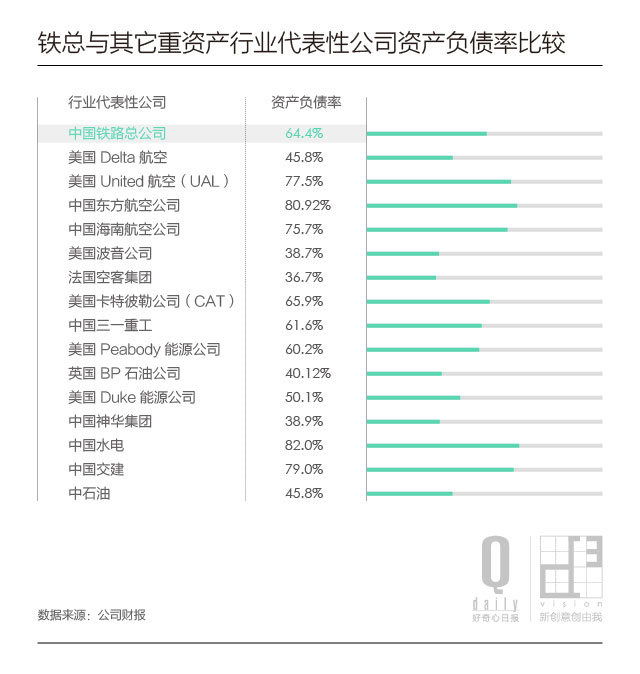 铁总与其它重资产行业代表性公司资产负债率比较
行业代表性公司 资产负债率
中国铁路总公司 64.4%
美国 Delta 航空 45.8%
美国 United 航空（UAL） 77.5%
中国东方航空公司 80.92%
中国海南航空公司 75.7%
美国波音公司 38.7%
法国空客集团 36.7%
美国卡特彼勒公司（CAT） 65.9%
中国三一重工 61.6%
美国 Peabody 能源公司 60.2%
英国 BP 石油公司 40.12%
美国 Duke 能源公司 50.1%
中国神华集团 38.9%
中国水电 82.0%
中国交建 79.0%
中石油 45.8%
Q
daily
好奇心日报
vision
新创意创由我
数据来源：公司财报